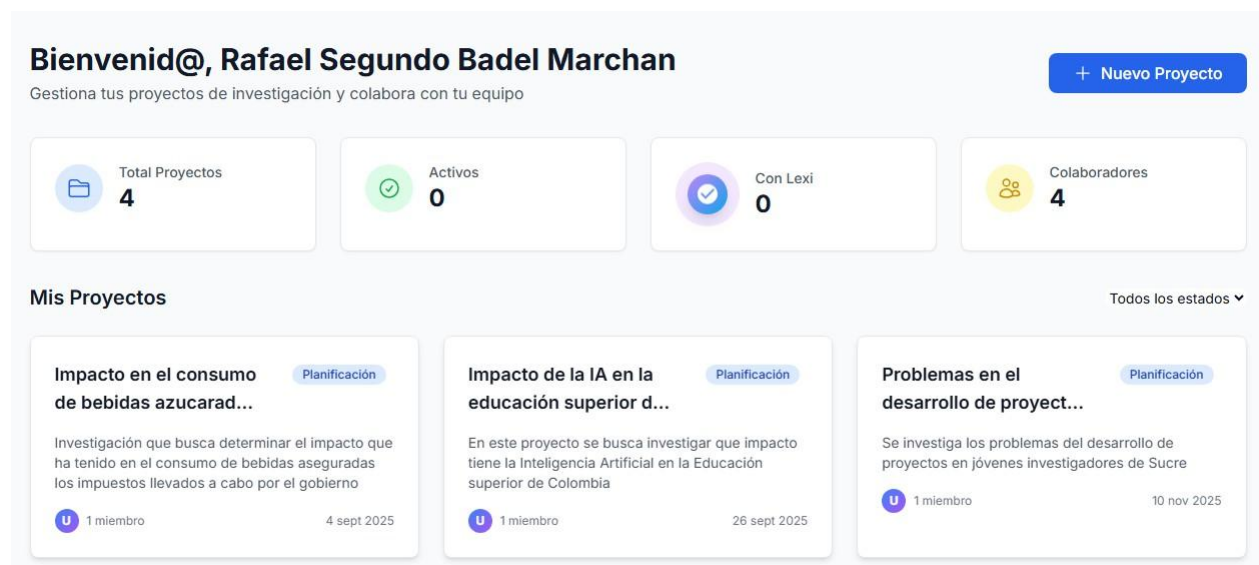 Bienvenid@, Rafael Segundo Badel Marchan
Gestiona tus proyectos de investigación y colabora con tu equipo
+ Nuevo Proyecto
Total Proyectos
4
Activos
0
Con Lexi
0
Colaboradores
4
Mis Proyectos
Todos los estados
Impacto en el consumo
de bebidas azucarad...
Planificación
Investigación que busca determinar el impacto que
ha tenido en el consumo de bebidas aseguradas
los impuestos llevados a cabo por el gobierno
U 1 miembro
4 sept 2025
Impacto de la IA en la
educación superior d...
Planificación
En este proyecto se busca investigar que impacto
tiene la Inteligencia Artificial en la Educación
superior de Colombia
U 1 miembro
26 sept 2025
Problemas en el
desarrollo de proyect...
Planificación
Se investiga los problemas del desarrollo de
proyectos en jóvenes investigadores de Sucre
U 1 miembro
10 nov 2025